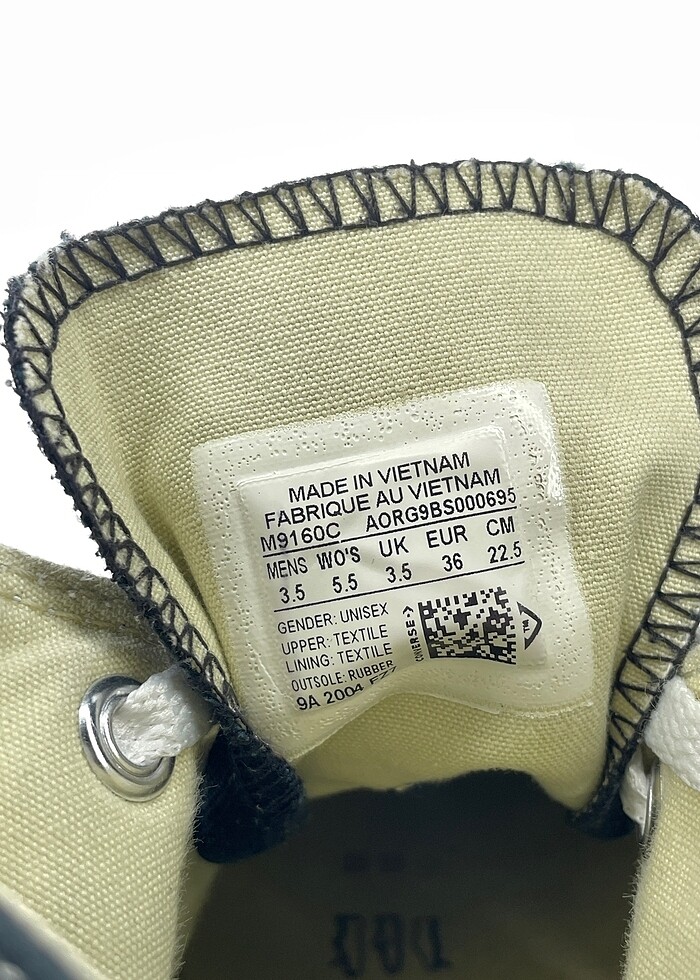 MADE IN VIETNAM
FABRIQUE AU VIETNAM
M9160C AORG9BS000695
MENS WO'S UK EUR CM
3.5 5.5 3.5 36 22.5
GENDER: UNISEX
UPPER: TEXTILE
LINING: TEXTILE
OUTSOLE: RUBBER
9A 2004
CONVERSE